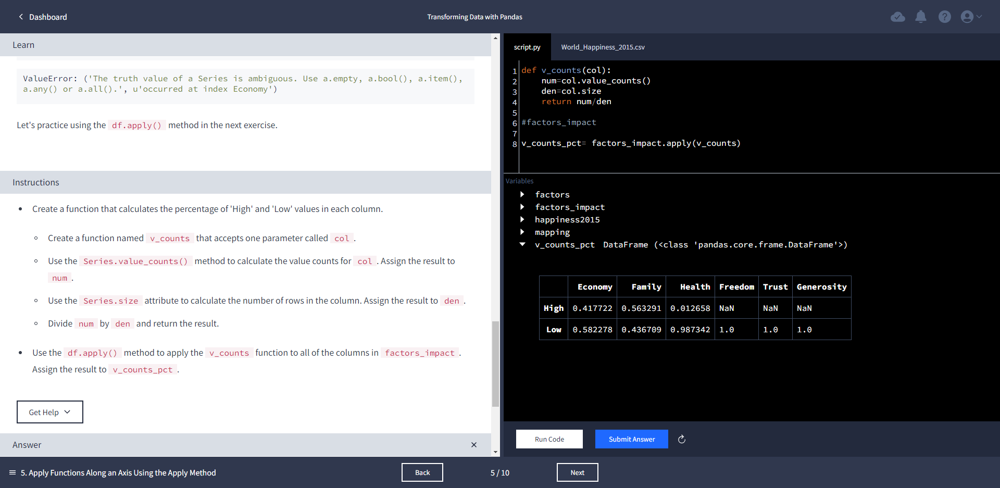 Dashboard
Transforming Data with Pandas
Learn
ValueError: ('The truth value of a Series is ambiguous. Use a.empty, a.bool(), a.item(),
a.any() or a.all().', u'occurred at index Economy')
Let's practice using the df.apply() method in the next exercise.
Instructions
• Create a function that calculates the percentage of 'High' and 'Low' values in each column.
Create a function named v_counts that accepts one parameter called col .
Use the Series.value_counts() method to calculate the value counts for col . Assign the result to
num .
Use the Series.size attribute to calculate the number of rows in the column. Assign the result to den .
Divide num by den and return the result.
• Use the df.apply() method to apply the v_counts function to all of the columns in factors_impact .
Assign the result to v_counts_pct .
Get Help
Answer
script.py World_Happiness_2015.csv
1 def v_counts(col):
2 num=col.value_counts()
3 den=col.size
4 return num/den
5
6 #factors_impact
7
8 v_counts_pct= factors_impact.apply(v_counts)
Variables
factors
factors_impact
happiness2015
mapping
v_counts_pct DataFrame (<class 'pandas.core.frame.DataFrame'>)
Economy Family Health Freedom Trust Generosity
High 0.417722 0.563291 0.012658 NaN NaN NaN
Low 0.582278 0.436709 0.987342 1.0 1.0 1.0
Run Code Submit Answer
5. Apply Functions Along an Axis Using the Apply Method
Back 5 / 10 Next